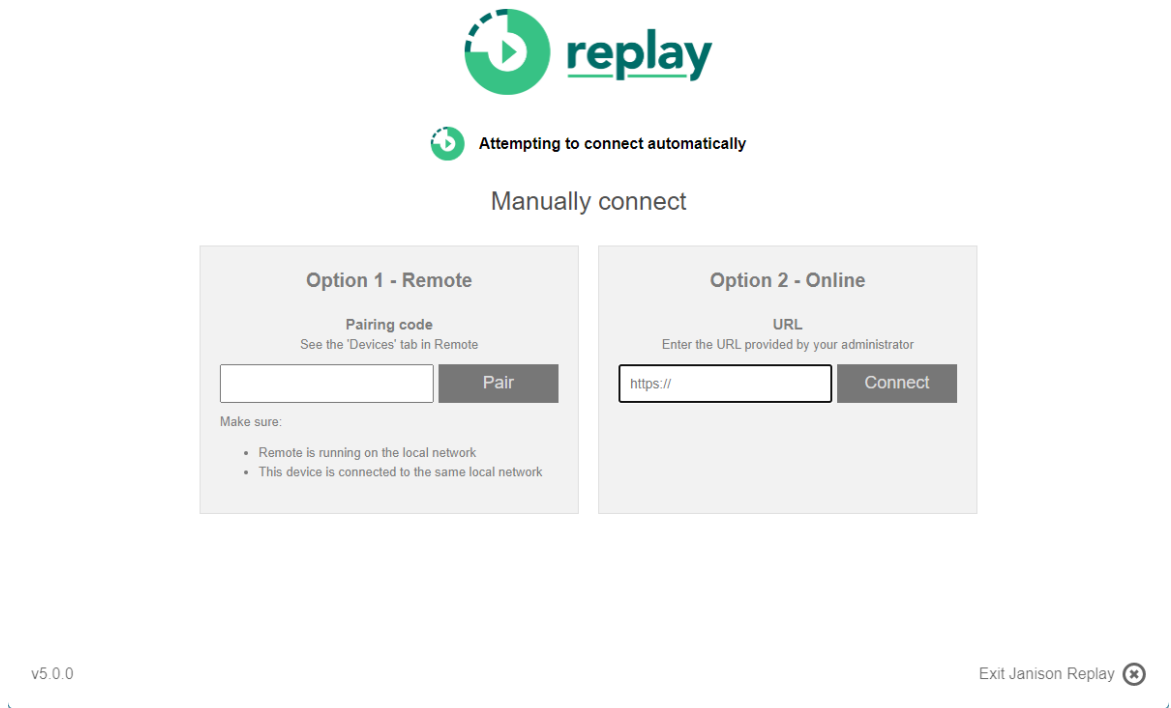 replay
Attempting to connect automatically
Manually connect
Option 1 - Remote
Pairing code
See the 'Devices' tab in Remote
Pair
Make sure:
Remote is running on the local network
This device is connected to the same local network
Option 2 - Online
URL
Enter the URL provided by your administrator
https://
Connect
v5.0.0
Exit Janison Replay